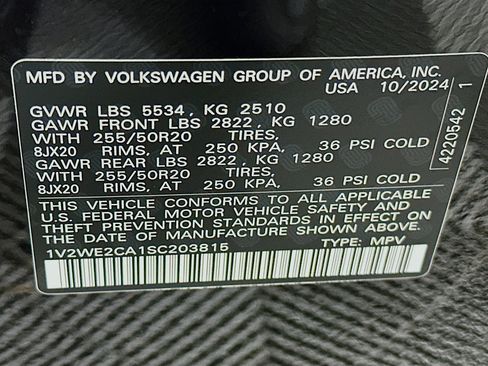 MFD BY VOLKSWAGEN GROUP OF AMERICA, INC.
USA 10/2024
GVWR LBS 5534, KG 2510
GAWR FRONT LBS 2822, KG 1280
WITH 255/50R20 TIRES,
8JX20 RIMS, AT 250 KPA, 36 PSI COLD
GAWR REAR LBS 2822, KG 1280
WITH 255/50R20 TIRES,
8JX20 RIMS, AT 250 KPA, 36 PSI COLD
THIS VEHICLE CONFORMS TO ALL APPLICABLE
U.S. FEDERAL MOTOR VEHICLE SAFETY AND
THEFT PREVENTION STANDARDS IN EFFECT ON
THE DATE OF MANUFACTURE SHOWN ABOVE.
1V2WE2CA1SC203815 TYPE: MPV
4220542 1